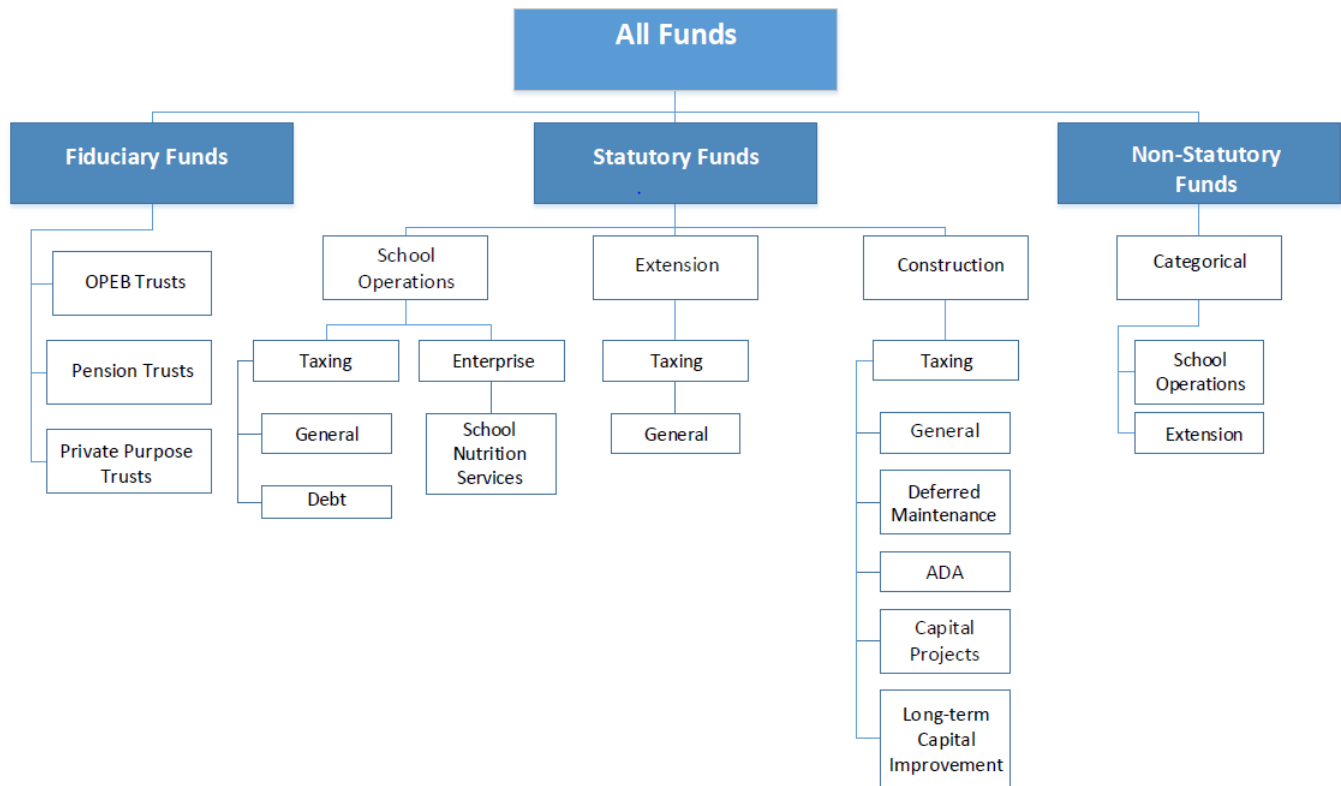 All Funds
Fiduciary Funds
Statutory Funds
Non-Statutory
Funds
OPEB Trusts
Pension Trusts
Private Purpose
Trusts
School
Operations
Extension
Construction
Categorical
Taxing
Enterprise
Taxing
Taxing
School
Operations
General
School
Nutrition
Services
General
General
Extension
Debt
Deferred
Maintenance
ADA
Capital
Projects
Long-term
Capital
Improvement